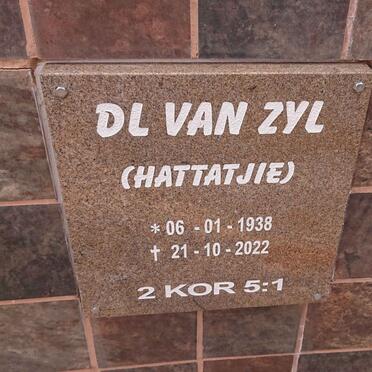 DL VAN ZYL
(HATTATJIE)
* 06 - 01 - 1938
† 21 - 10 - 2022
2 KOR 5:1